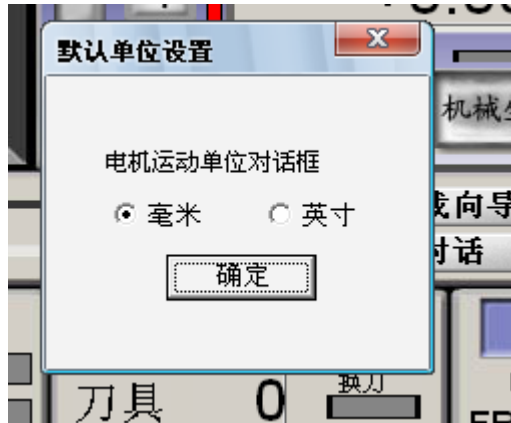 默认单位设置
机械
电机运动单位对话框
毫米 英寸
向导
对话
确定
刀具 0
换刀